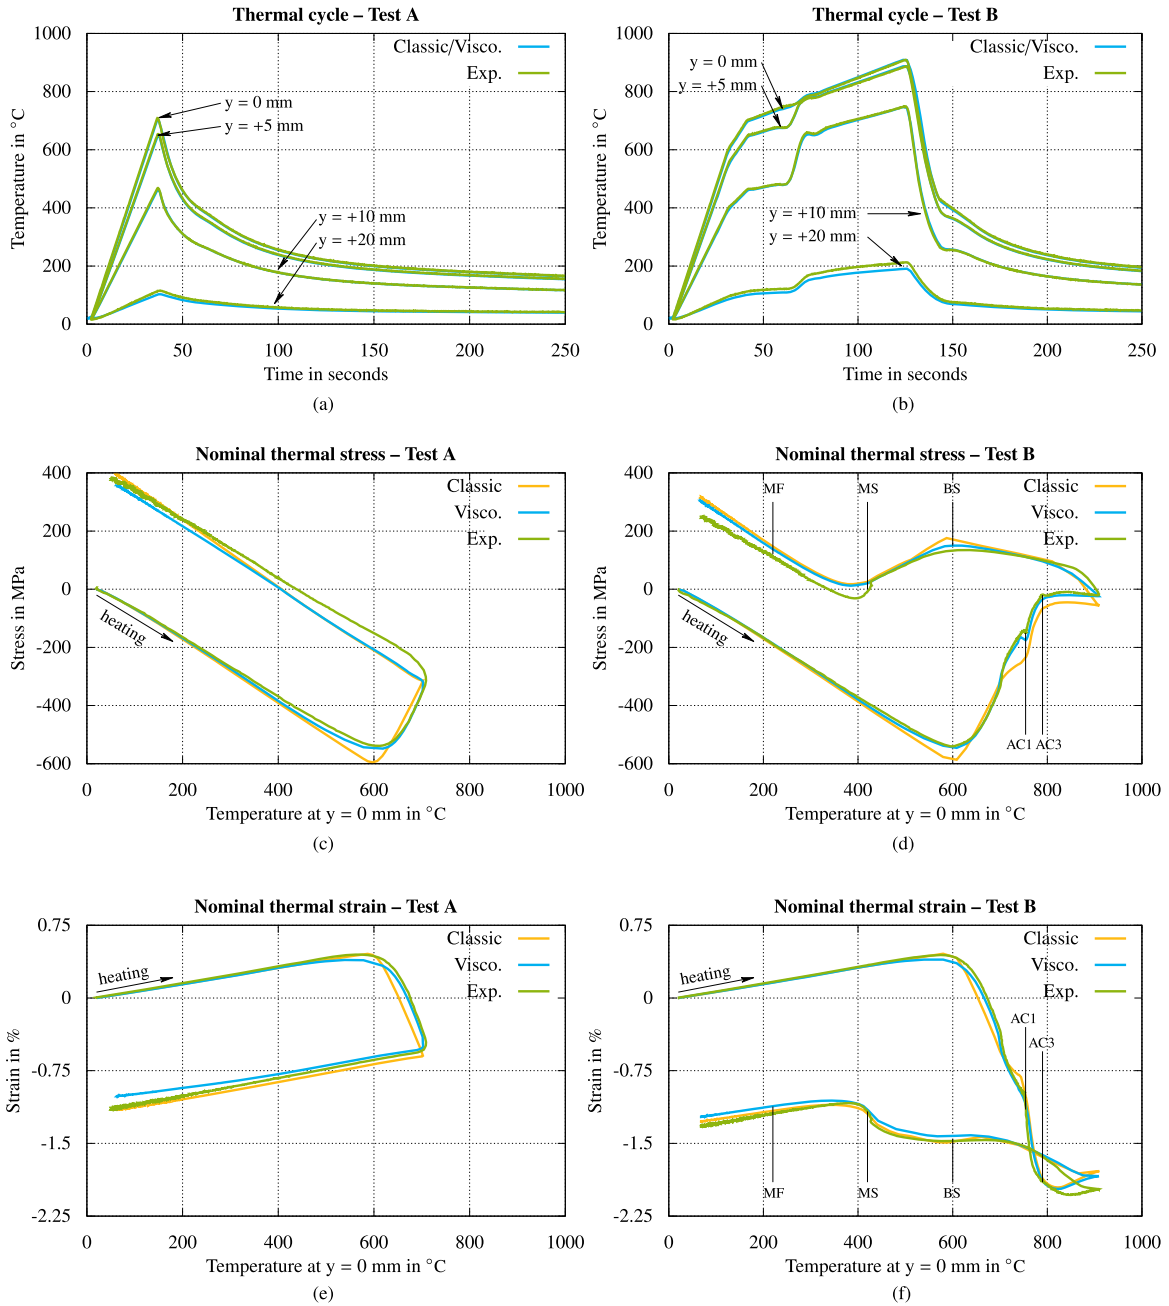 Thermal cycle – Test A
1000
800
600
400
200
0
0 50 100 150 200 250
Temperature in °C
Time in seconds
Classic/Visco.
Exp.
y = 0 mm
y = +5 mm
y = +10 mm
y = +20 mm
(a)
Thermal cycle – Test B
1000
800
600
400
200
0
0 50 100 150 200 250
Temperature in °C
Time in seconds
Classic/Visco.
Exp.
y = 0 mm
y = +5 mm
y = +10 mm
y = +20 mm
(b)
Nominal thermal stress – Test A
400
200
0
-200
-400
-600
0 200 400 600 800 1000
Stress in MPa
Temperature at y = 0 mm in °C
Classic
Visco.
Exp.
heating
(c)
Nominal thermal stress – Test B
400
200
0
-200
-400
-600
0 200 400 600 800 1000
Stress in MPa
Temperature at y = 0 mm in °C
Classic
Visco.
Exp.
MF MS BS
heating
AC1 AC3
(d)
Nominal thermal strain – Test A
0.75
0
-0.75
-1.5
-2.25
0 200 400 600 800 1000
Strain in %
Temperature at y = 0 mm in °C
Classic
Visco.
Exp.
heating
(e)
Nominal thermal strain – Test B
0.75
0
-0.75
-1.5
-2.25
0 200 400 600 800 1000
Strain in %
Temperature at y = 0 mm in °C
Classic
Visco.
Exp.
heating
AC1
AC3
MF MS BS
(f)